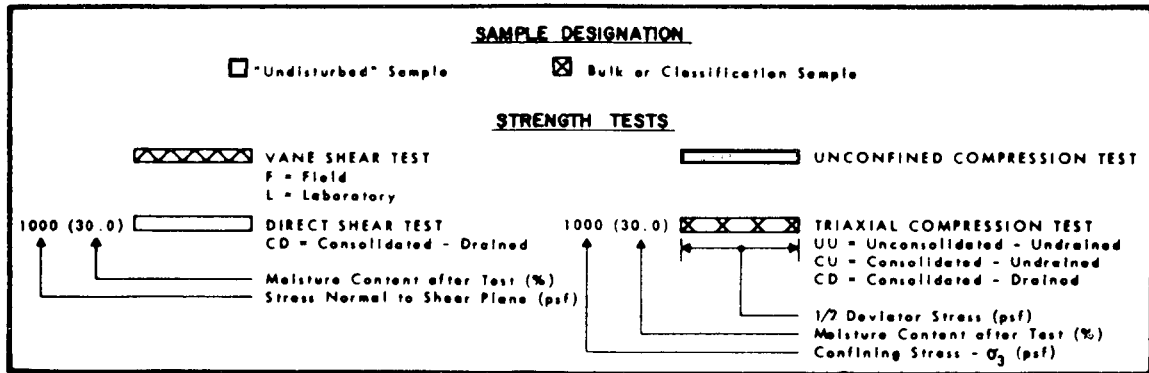 SAMPLE DESIGNATION
"Undisturbed" Sample
Bulk or Classification Sample
STRENGTH TESTS
VANE SHEAR TEST
F = Field
L = Laboratory
UNCONFINED COMPRESSION TEST
1000 (30.0)
DIRECT SHEAR TEST
CD = Consolidated - Drained
Moisture Content after Test (%)
Stress Normal to Shear Plane (psf)
1000 (30.0)
TRIAXIAL COMPRESSION TEST
UU = Unconsolidated - Undrained
CU = Consolidated - Undrained
CD = Consolidated - Drained
1/2 Deviator Stress (psf)
Moisture Content after Test (%)
Confining Stress - σ3 (psf)